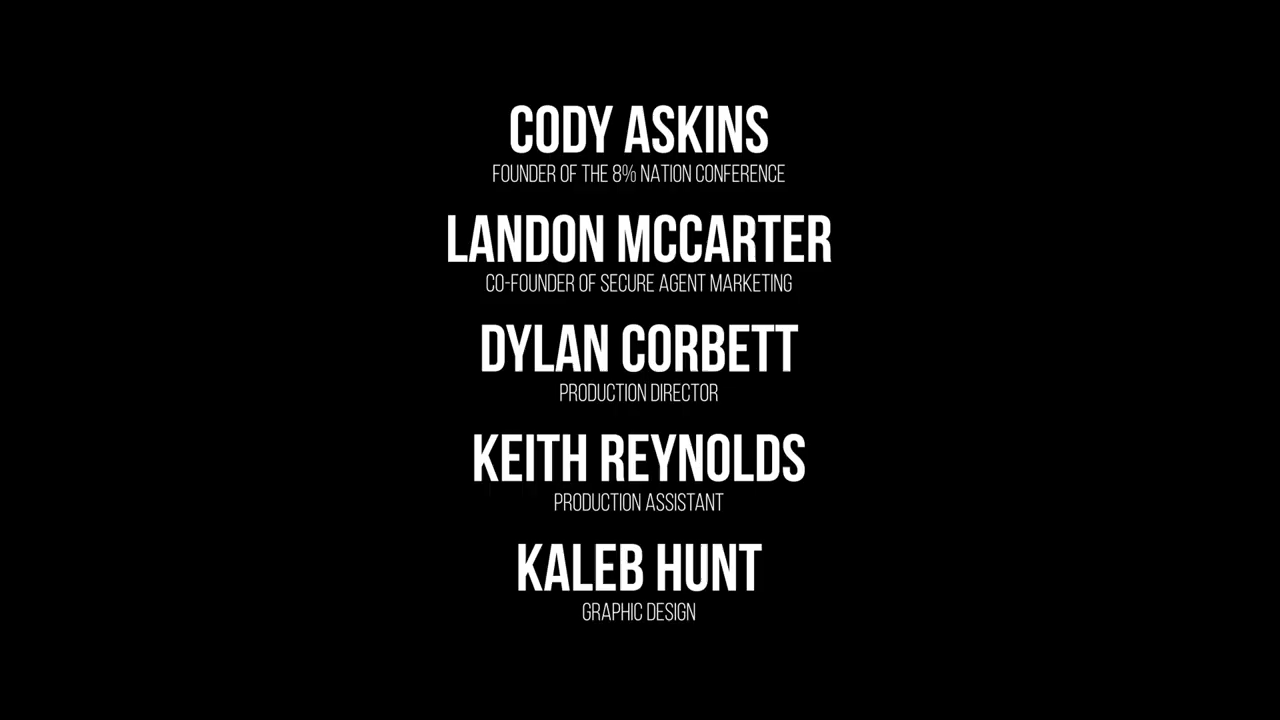 CODY ASKINS
FOUNDER OF THE 8% NATION CONFERENCE
LANDON MCCARTER
CO-FOUNDER OF SECURE AGENT MARKETING
DYLAN CORBETT
PRODUCTION DIRECTOR
KEITH REYNOLDS
PRODUCTION ASSISTANT
KALEB HUNT
GRAPHIC DESIGN